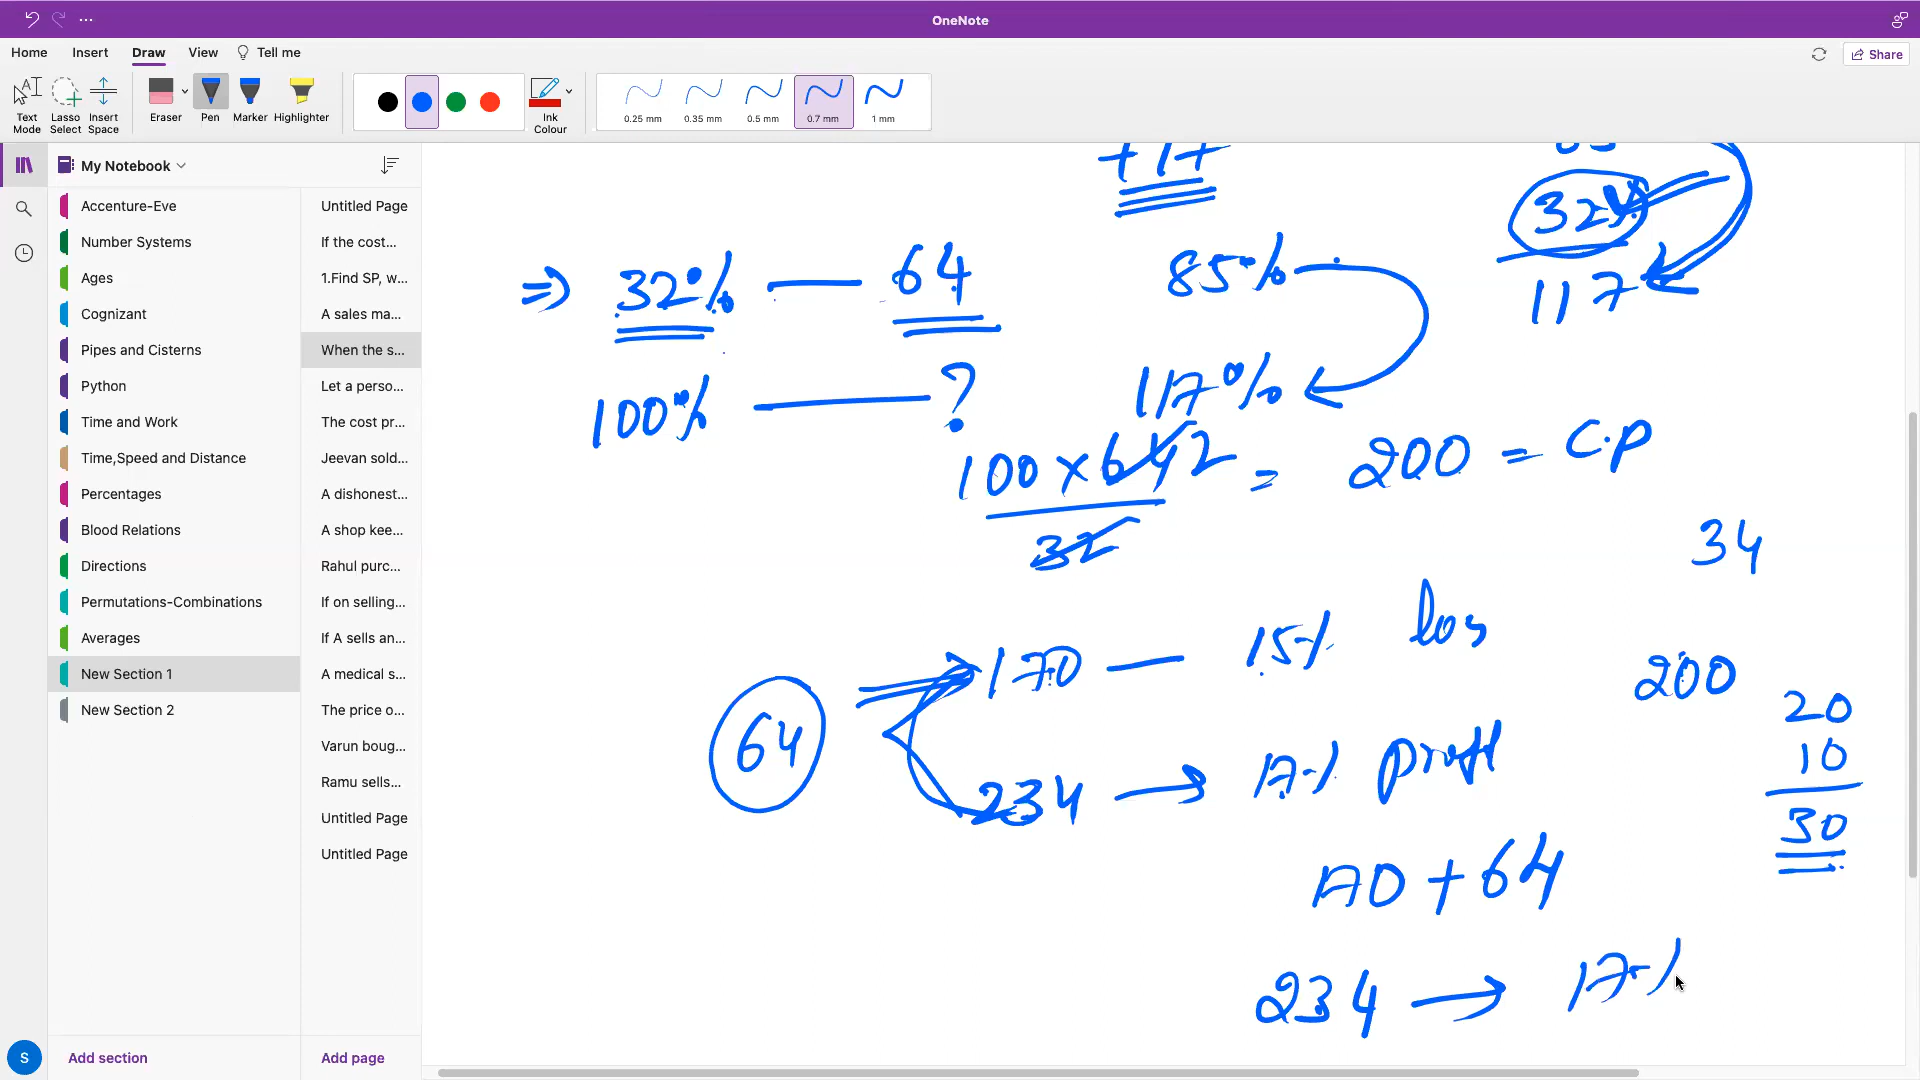 OneNote
Home Insert Draw View Tell me
Share
Text Mode
Lasso Select
Insert Space
Eraser
Pen
Marker
Highlighter
Ink Colour
0.25 mm
0.35 mm
0.5 mm
0.7 mm
1 mm
My Notebook
Accenture-Eve
Number Systems
Ages
Cognizant
Pipes and Cisterns
Python
Time and Work
Time,Speed and Distance
Percentages
Blood Relations
Directions
Permutations-Combinations
Averages
New Section 1
New Section 2
Untitled Page
If the cost...
1.Find SP, w...
A sales ma...
When the s...
Let a perso...
The cost pr...
Jeevan sold...
A dishonest...
A shop kee...
Rahul purc...
If on selling...
If A sells an...
A medical s...
The price o...
Varun boug...
Ramu sells...
Untitled Page
Untitled Page
Add section
Add page
S
+17
32%
117
⇒ 32% — 64
100% — ?
85%
117%
100 × 64 2 = 200 = C.P
32
34
64
170 — 15% los
234 → 17% profit
200
20
10
30
170 + 64
234 → 17%